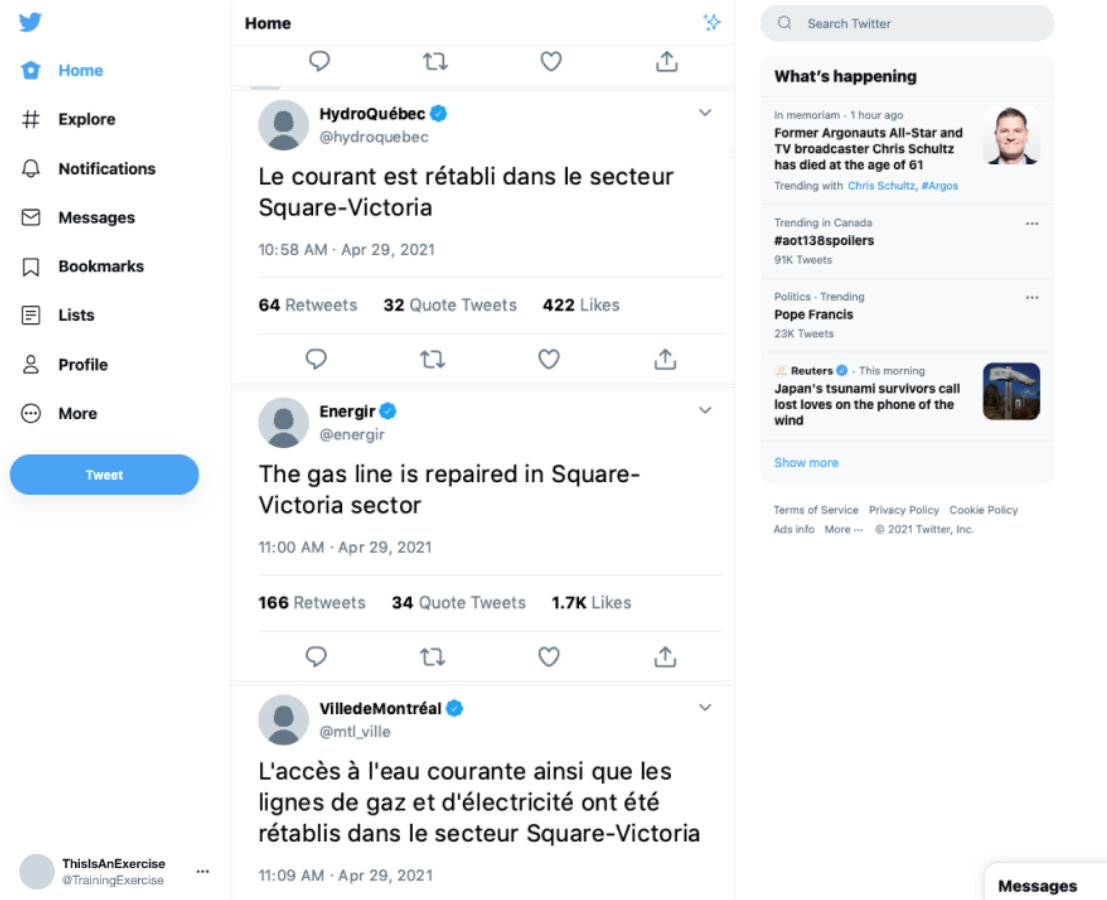 Home
Explore
Notifications
Messages
Bookmarks
Lists
Profile
More
Tweet
ThisIsAnExercise
@TrainingExercise
Home
HydroQuébec
@hydroquebec
Le courant est rétabli dans le secteur
Square-Victoria
10:58 AM · Apr 29, 2021
64 Retweets 32 Quote Tweets 422 Likes
Energir
@energir
The gas line is repaired in Square-
Victoria sector
11:00 AM · Apr 29, 2021
166 Retweets 34 Quote Tweets 1.7K Likes
VilledeMontréal
@mtl_ville
L'accès à l'eau courante ainsi que les
lignes de gaz et d'électricité ont été
rétablis dans le secteur Square-Victoria
11:09 AM · Apr 29, 2021
Search Twitter
What's happening
In memoriam · 1 hour ago
Former Argonauts All-Star and
TV broadcaster Chris Schultz
has died at the age of 61
Trending with Chris Schultz, #Argos
Trending in Canada
#aot138spoilers
91K Tweets
Politics · Trending
Pope Francis
23K Tweets
Reuters · This morning
Japan's tsunami survivors call
lost loves on the phone of the
wind
Show more
Terms of Service Privacy Policy Cookie Policy
Ads info More ··· © 2021 Twitter, Inc.
Messages